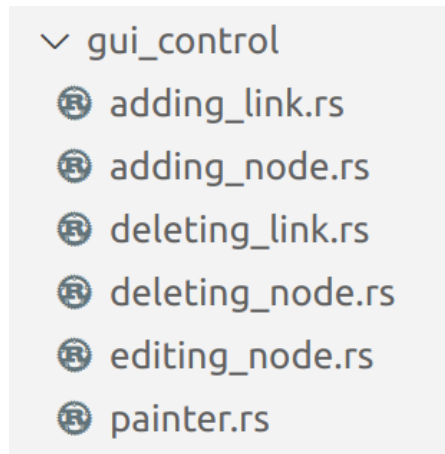 gui_control
adding_link.rs
adding_node.rs
deleting_link.rs
deleting_node.rs
editing_node.rs
painter.rs